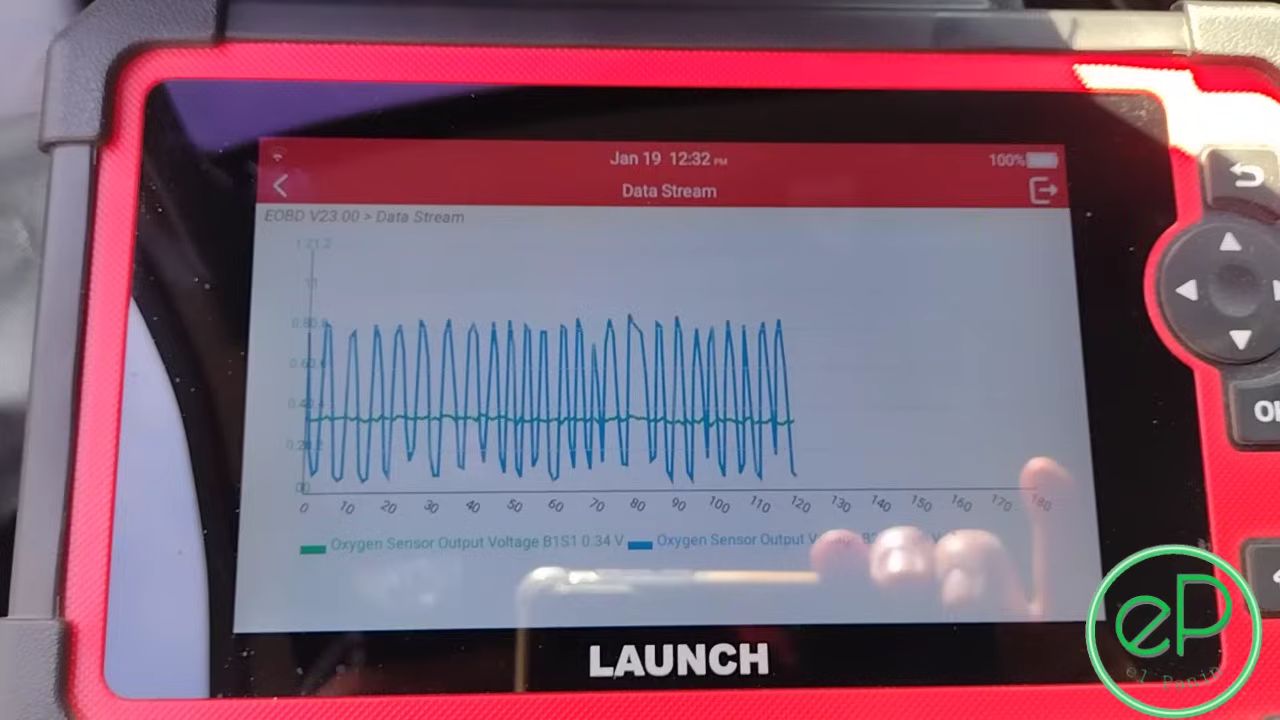 Jan 19 12:32 PM
100%
Data Stream
EOBD V23.00 > Data Stream
0 10 20 30 40 50 60 70 80 90 100 110 120 130 140 150 160 170 180
Oxygen Sensor Output Voltage B1S1 0.34 V
Oxygen Sensor Output
LAUNCH
eP
el Panin